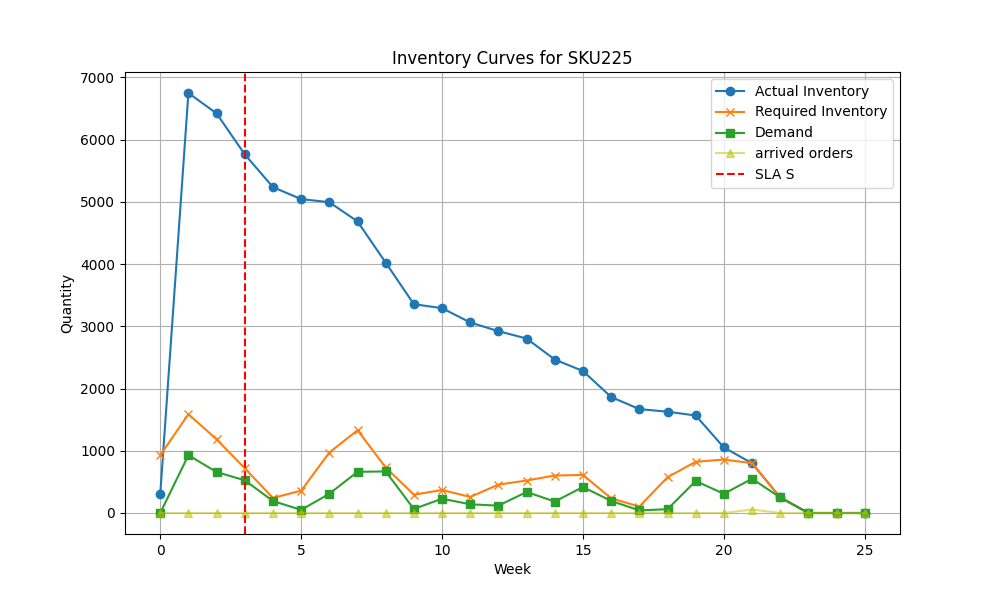 Inventory Curves for SKU225
Quantity
7000
6000
5000
4000
3000
2000
1000
0
Actual Inventory
Required Inventory
Demand
arrived orders
SLA S
0 5 10 15 20 25
Week